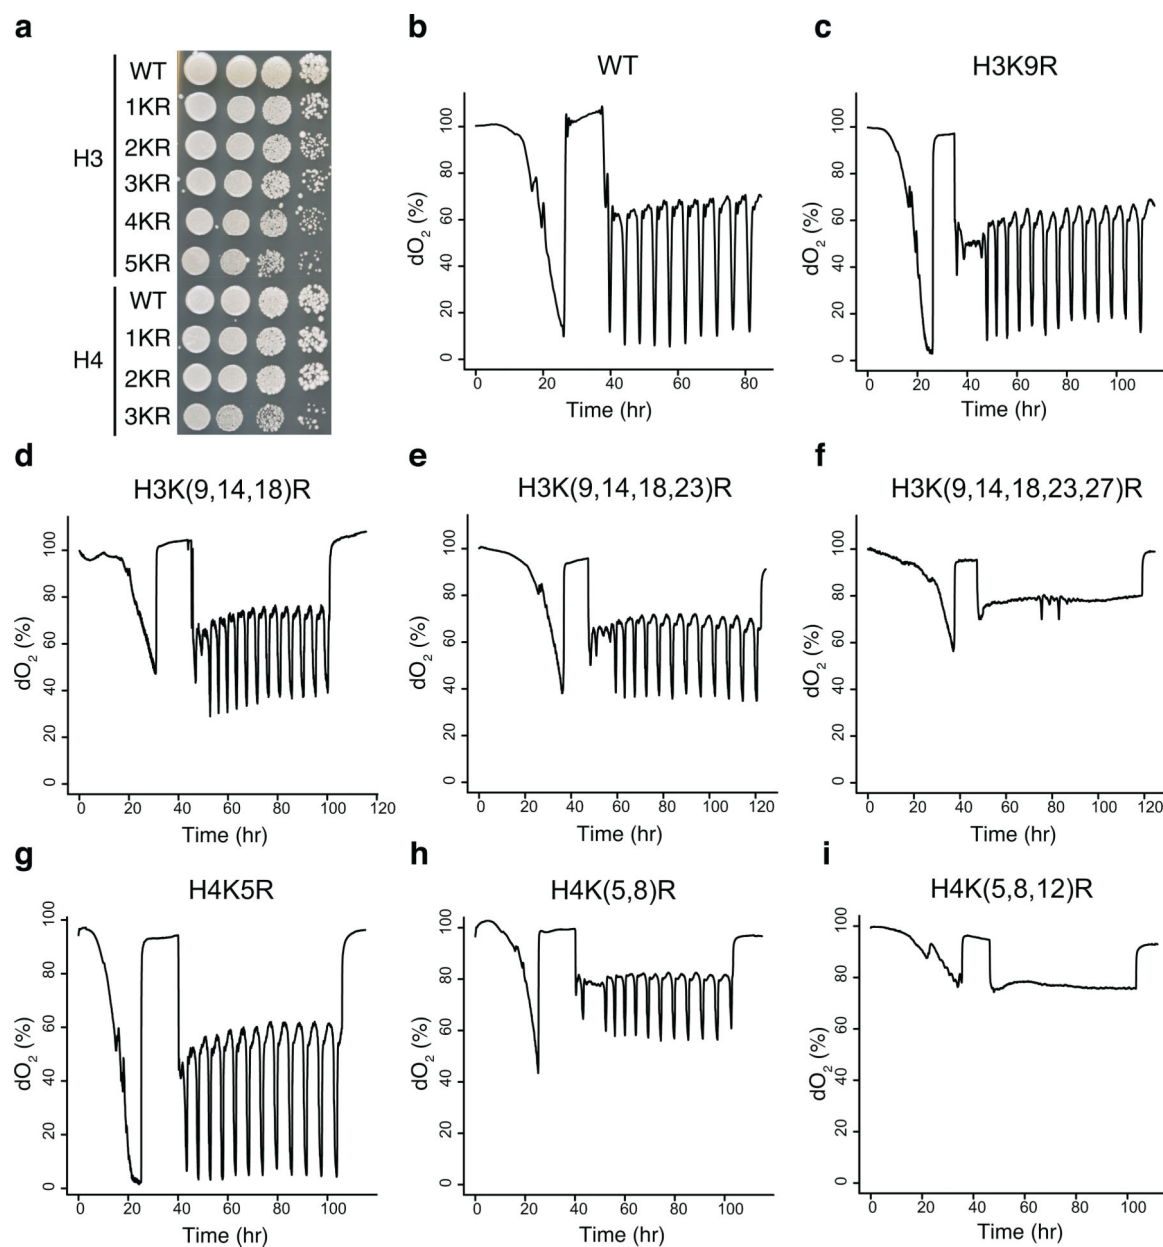 a
H3
WT
1KR
2KR
3KR
4KR
5KR
H4
WT
1KR
2KR
3KR
b
WT
dO2 (%)
0 20 40 60 80 100
0 20 40 60 80
Time (hr)
c
H3K9R
dO2 (%)
0 20 40 60 80 100
0 20 40 60 80 100
Time (hr)
d
H3K(9,14,18)R
dO2 (%)
0 20 40 60 80 100
0 20 40 60 80 100 120
Time (hr)
e
H3K(9,14,18,23)R
dO2 (%)
0 20 40 60 80 100
0 20 40 60 80 100 120
Time (hr)
f
H3K(9,14,18,23,27)R
dO2 (%)
0 20 40 60 80 100
0 20 40 60 80 100 120
Time (hr)
g
H4K5R
dO2 (%)
0 20 40 60 80 100
0 20 40 60 80 100
Time (hr)
h
H4K(5,8)R
dO2 (%)
0 20 40 60 80 100
0 20 40 60 80 100
Time (hr)
i
H4K(5,8,12)R
dO2 (%)
0 20 40 60 80 100
0 20 40 60 80 100
Time (hr)